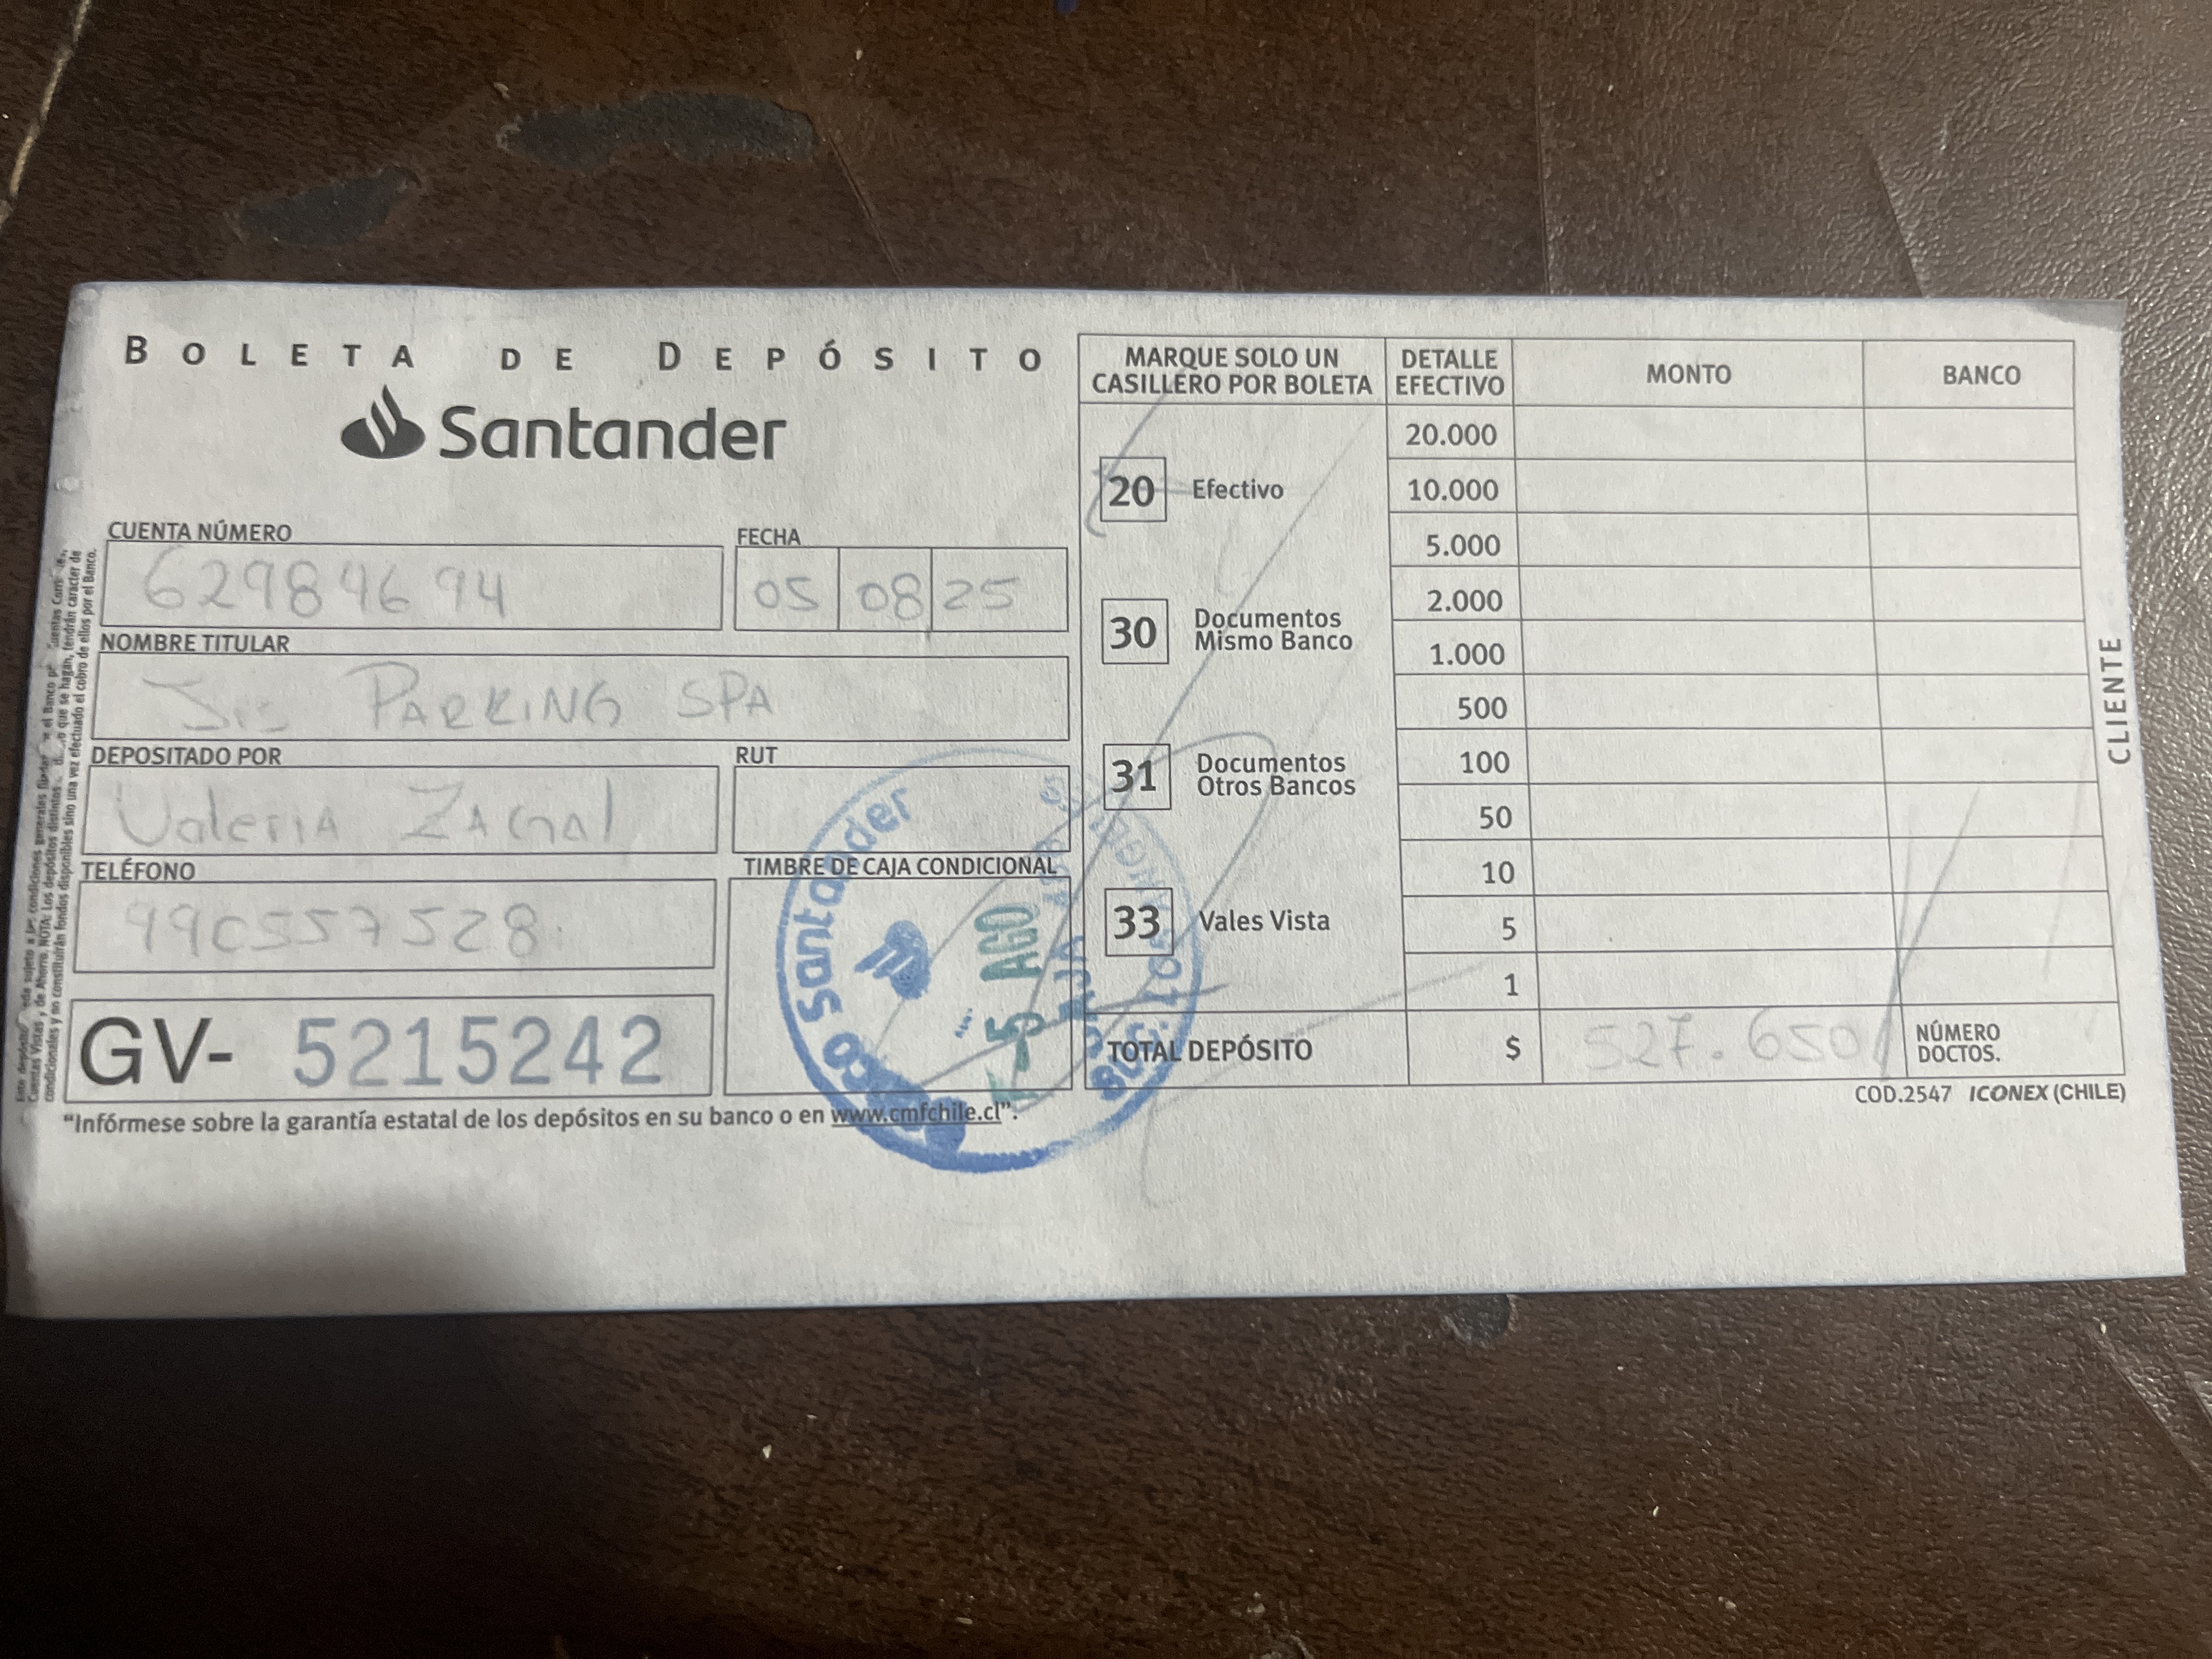 BOLETA DE DEPÓSITO
Santander
CUENTA NÚMERO
62984694
FECHA
05 08 25
NOMBRE TITULAR
PARKING SPA
DEPOSITADO POR
Valeria Zagal
RUT
TELÉFONO
990557528
TIMBRE DE CAJA CONDICIONAL
GV- 5215242
"Infórmese sobre la garantía estatal de los depósitos en su banco o en www.cmfchile.cl".
MARQUE SOLO UN
CASILLERO POR BOLETA
20 Efectivo
30 Documentos
Mismo Banco
31 Documentos
Otros Bancos
33 Vales Vista
DETALLE
EFECTIVO
MONTO
BANCO
20.000
10.000
5.000
2.000
1.000
500
100
50
10
5
1
TOTAL DEPÓSITO $ 527.650
NÚMERO
DOCTOS.
COD.2547 ICONEX (CHILE)
CLIENTE
Santander
5 AGO